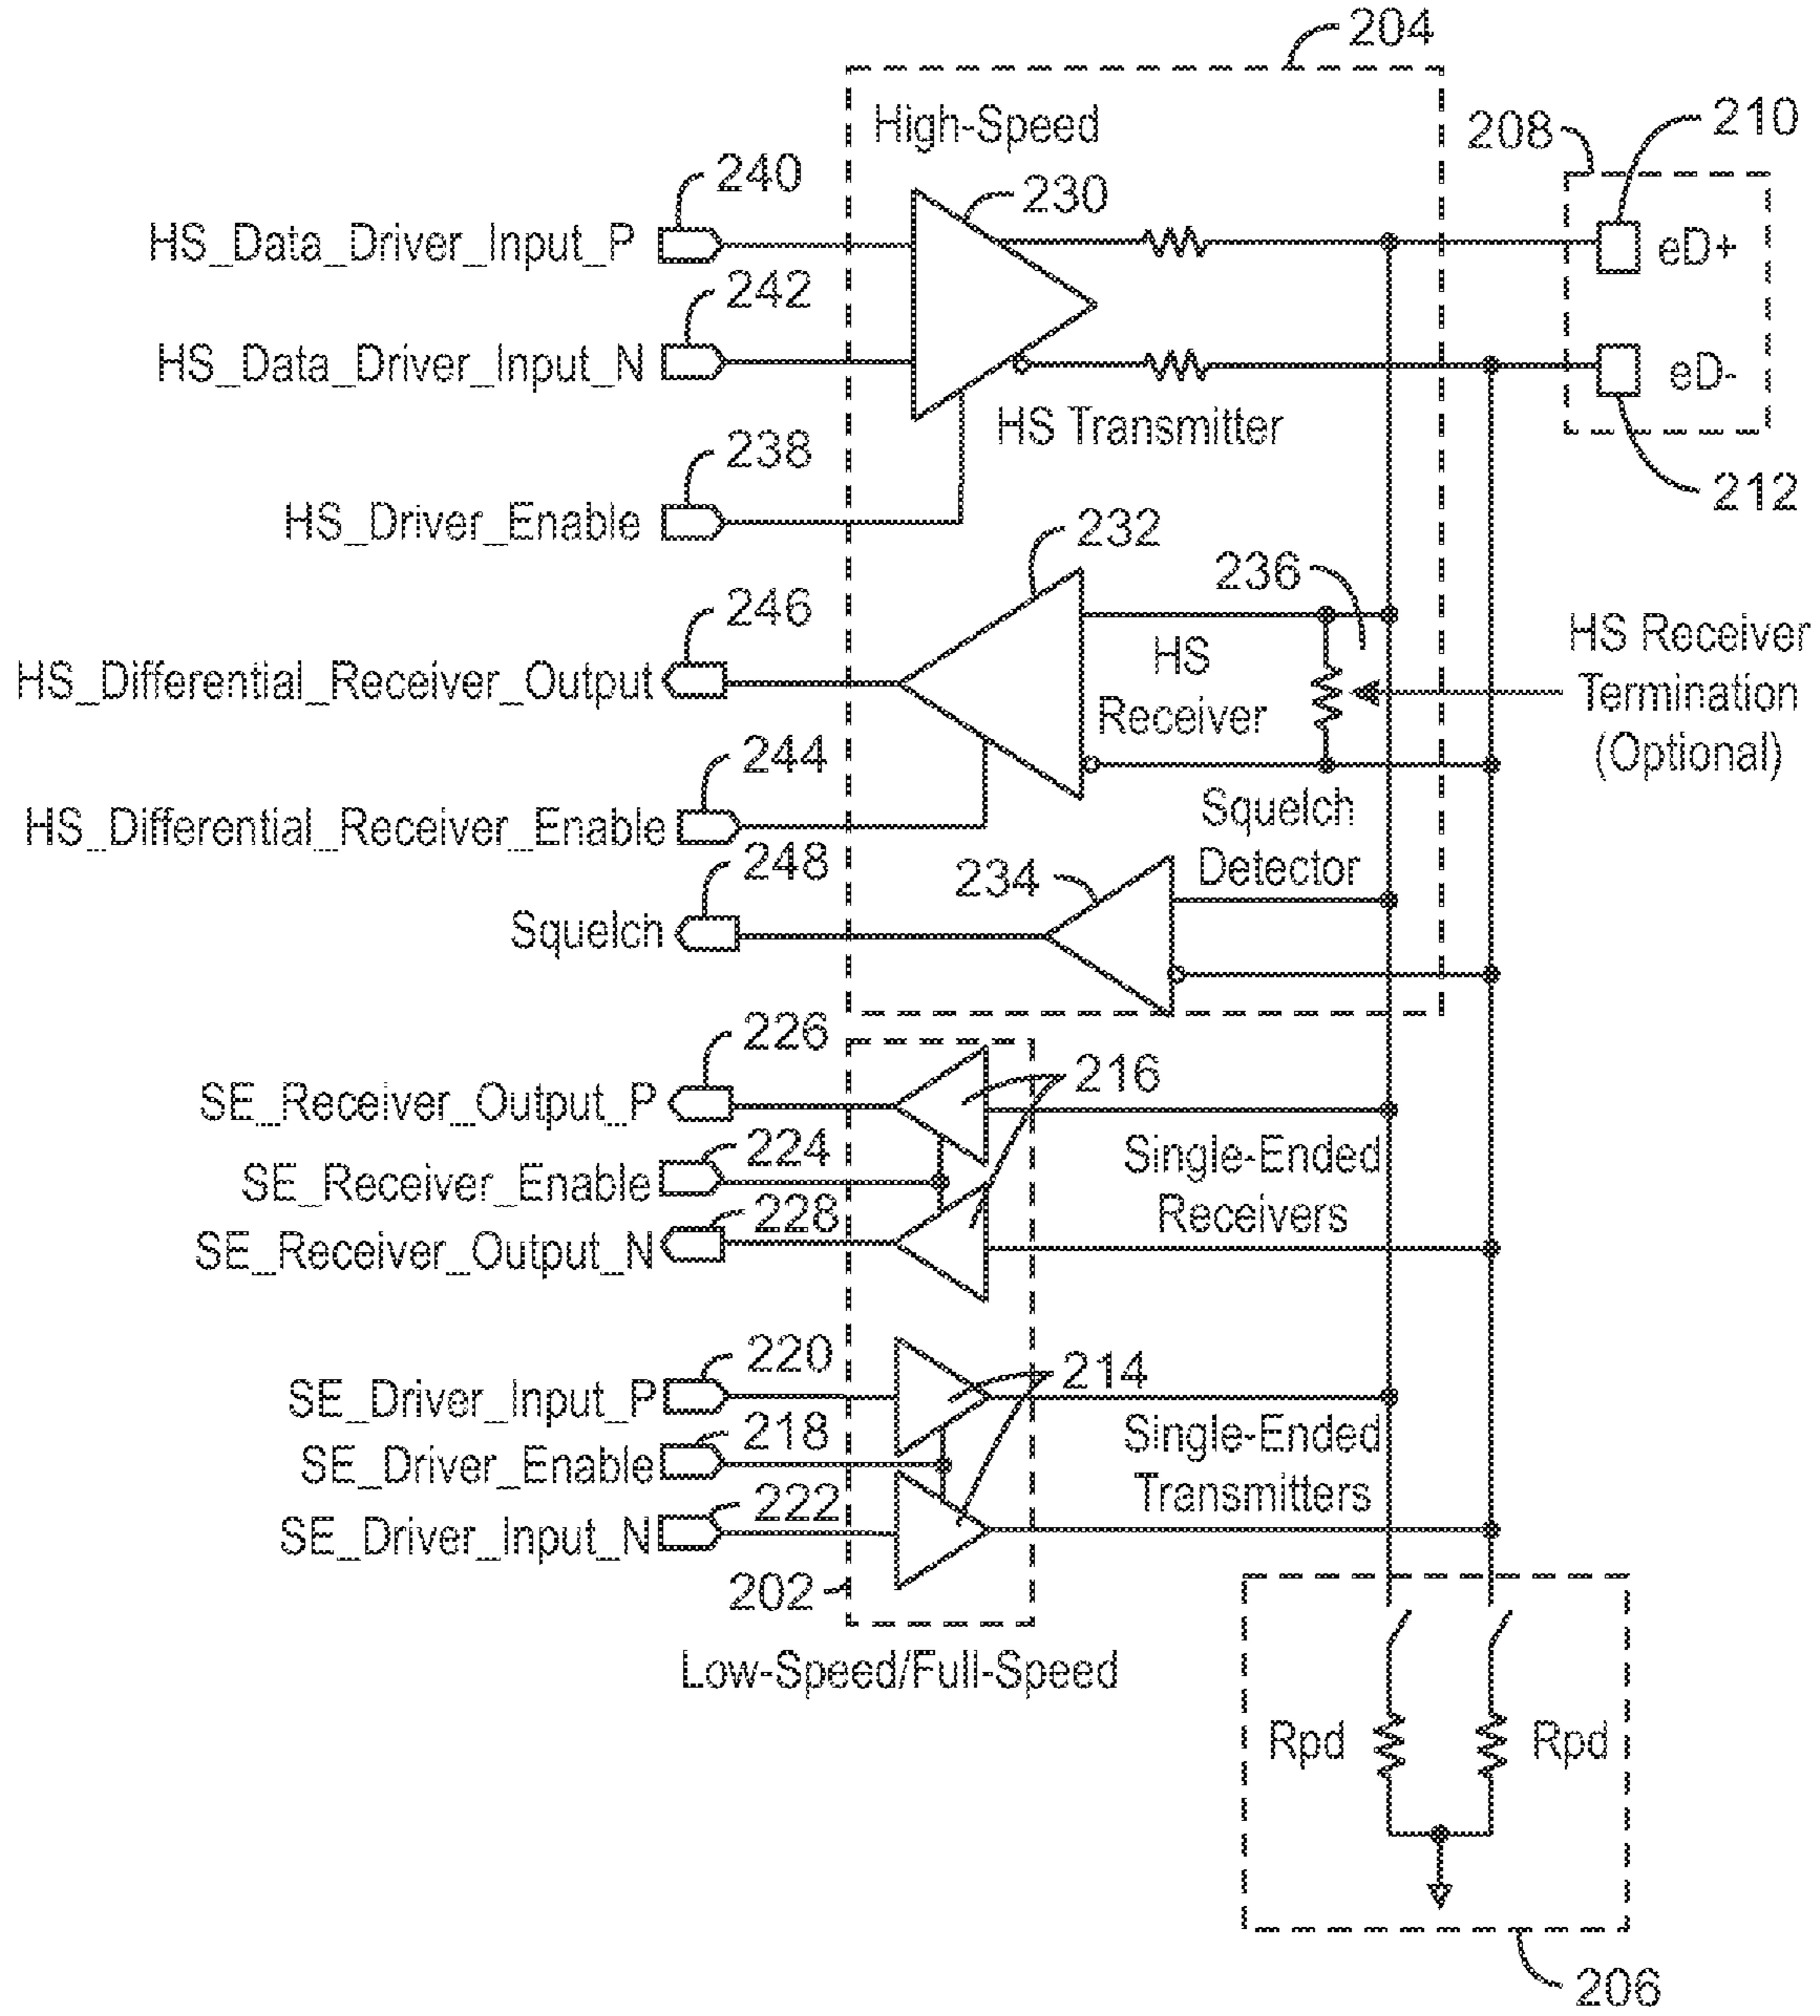 204
High-Speed
208
210
240
230
HS_Data_Driver_Input_P
eD+
242
HS_Data_Driver_Input_N
eD-
HS Transmitter
238
212
HS_Driver_Enable
232
236
246
HS Receiver
Termination
(Optional)
HS
Receiver
HS_Differential_Receiver_Output
244
Squelch
Detector
HS_Differential_Receiver_Enable
248
234
Squelch
226
216
SE_Receiver_Output_P
224
Single-Ended
Receivers
SE_Receiver_Enable
228
SE_Receiver_Output_N
220
214
SE_Driver_Input_P
218
Single-Ended
Transmitters
SE_Driver_Enable
222
SE_Driver_Input_N
202
Low-Speed/Full-Speed
Rpd
Rpd
206